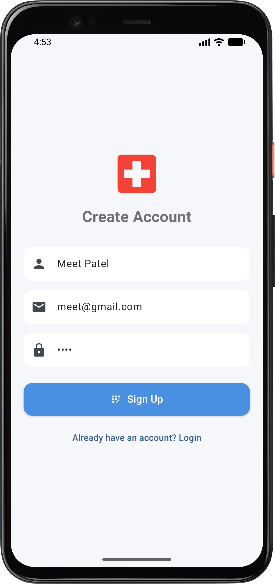 4:53
Create Account
Meet Patel
meet@gmail.com
••••
Sign Up
Already have an account? Login